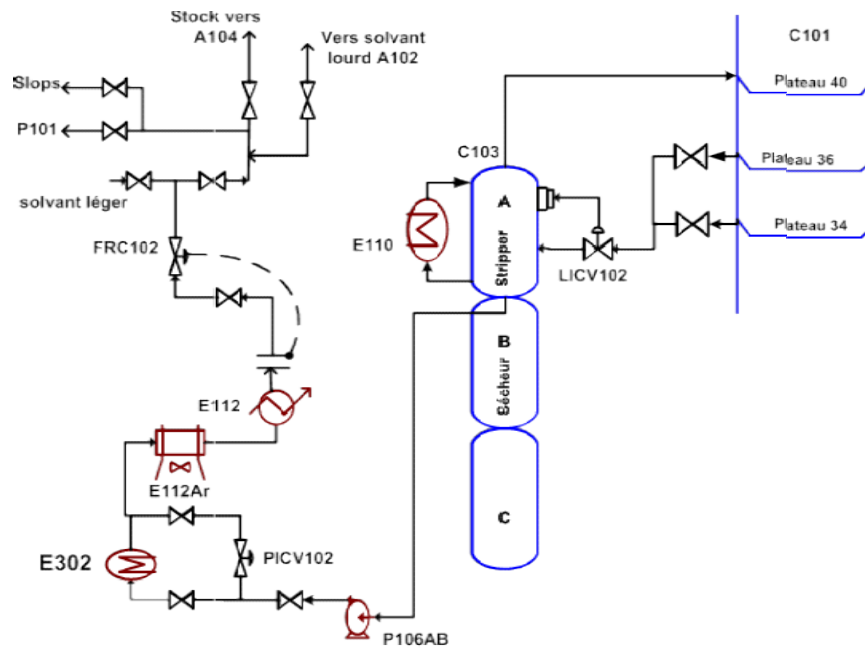 Stock vers
A104
Vers solvant
lourd A102
C101
Slops
Plateau 40
P101
C103
Plateau 36
solvant léger
A
E110
Stripper
Plateau 34
FRC102
LICV102
B
Sécheur
E112
E112Ar
C
E302
PICV102
P106AB